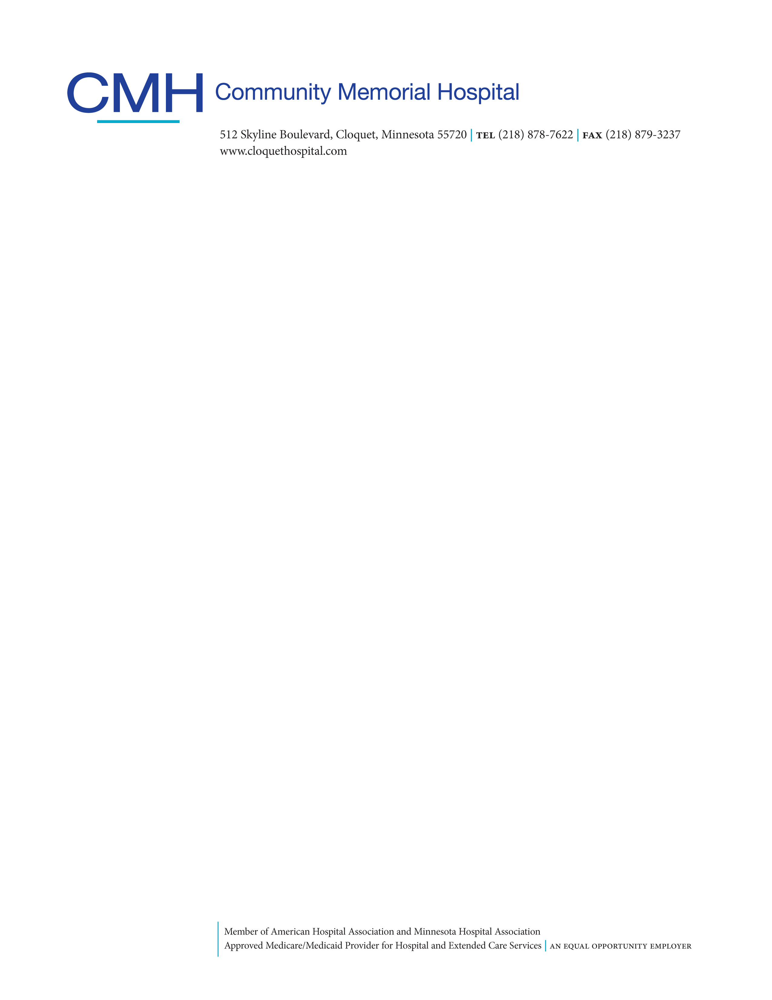 CMH Community Memorial Hospital
512 Skyline Boulevard, Cloquet, Minnesota 55720 | TEL (218) 878-7622 | FAX (218) 879-3237
www.cloquethospital.com
Member of American Hospital Association and Minnesota Hospital Association
Approved Medicare/Medicaid Provider for Hospital and Extended Care Services | AN EQUAL OPPORTUNITY EMPLOYER